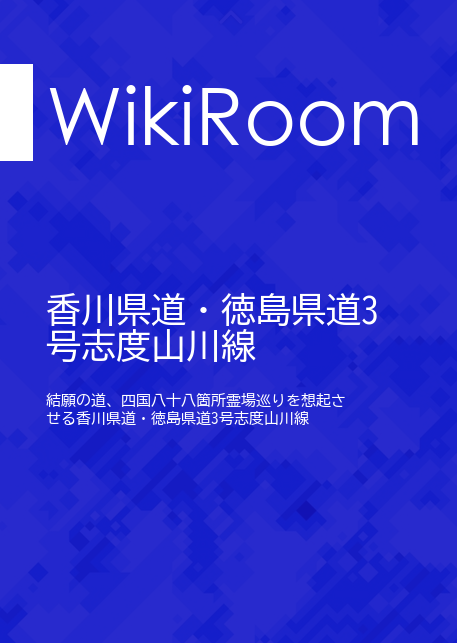 WikiRoom
香川県道・徳島県道3
号志度山川線
結願の道、四国八十八箇所霊場巡りを想起さ
せる香川県道・徳島県道3号志度山川線